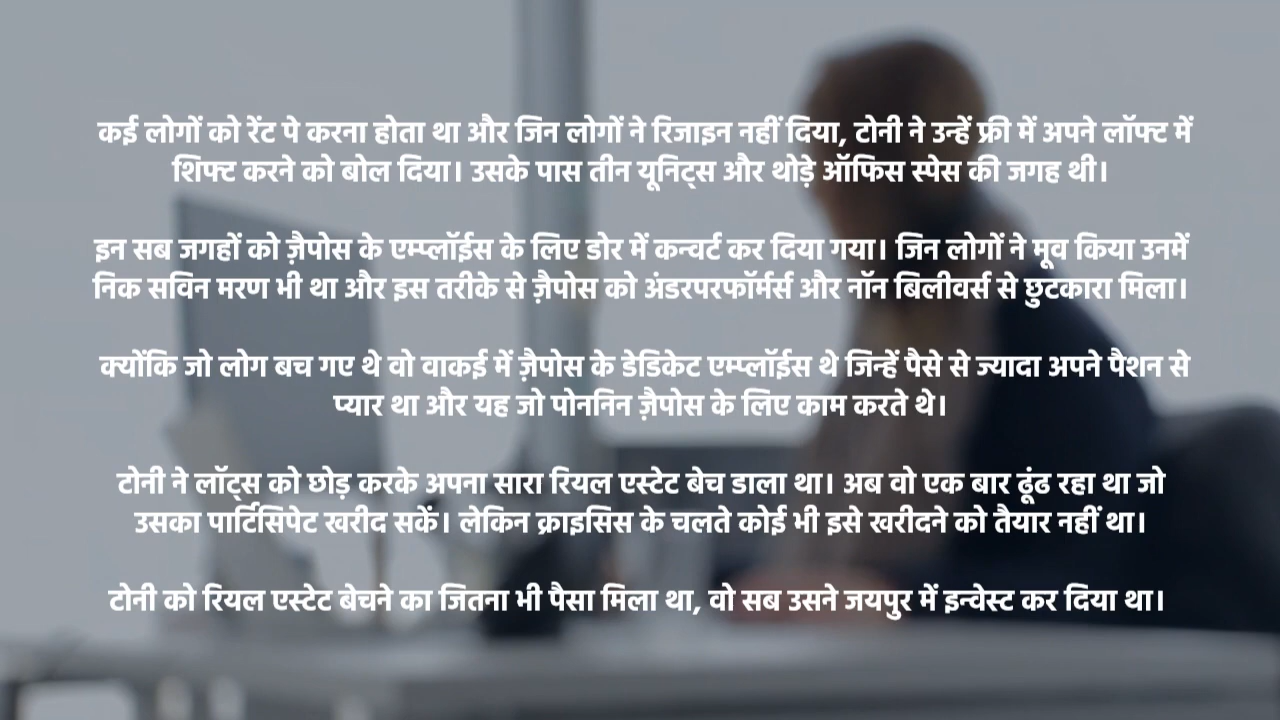 कई लोगों को रेंट पे करना होता था और जिन लोगों ने रिजाइन नहीं दिया, टोनी ने उन्हें फ्री में अपने लॉफ्ट में
शिफ्ट करने को बोल दिया। उसके पास तीन यूनिट्स और थोड़े ऑफिस स्पेस की जगह थी।
इन सब जगहों को ज़ैपोस के एम्प्लॉईस के लिए डोर में कन्वर्ट कर दिया गया। जिन लोगों ने मूव किया उनमें
निक सविन मरण भी था और इस तरीके से ज़ैपोस को अंडरपरफॉर्मर्स और नॉन बिलीवर्स से छुटकारा मिला।
क्योंकि जो लोग बच गए थे वो वाकई में ज़ैपोस के डेडिकेट एम्प्लॉईस थे जिन्हें पैसे से ज्यादा अपने पैशन से
प्यार था और यह जो पोननिन ज़ैपोस के लिए काम करते थे।
टोनी ने लॉट्स को छोड़ करके अपना सारा रियल एस्टेट बेच डाला था। अब वो एक बार ढूंढ रहा था जो
उसका पार्टिसिपेट खरीद सकें। लेकिन क्राइसिस के चलते कोई भी इसे खरीदने को तैयार नहीं था।
टोनी को रियल एस्टेट बेचने का जितना भी पैसा मिला था, वो सब उसने जयपुर में इन्वेस्ट कर दिया था।